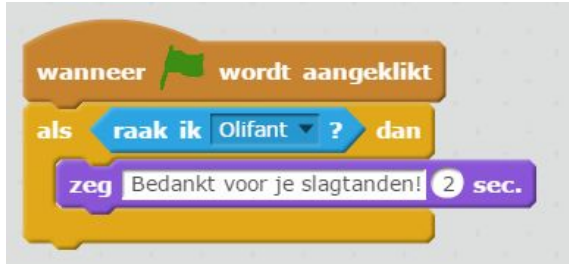 wanneer wordt aangeklikt
als raak ik Olifant ? dan
zeg Bedankt voor je slagtanden! 2 sec.